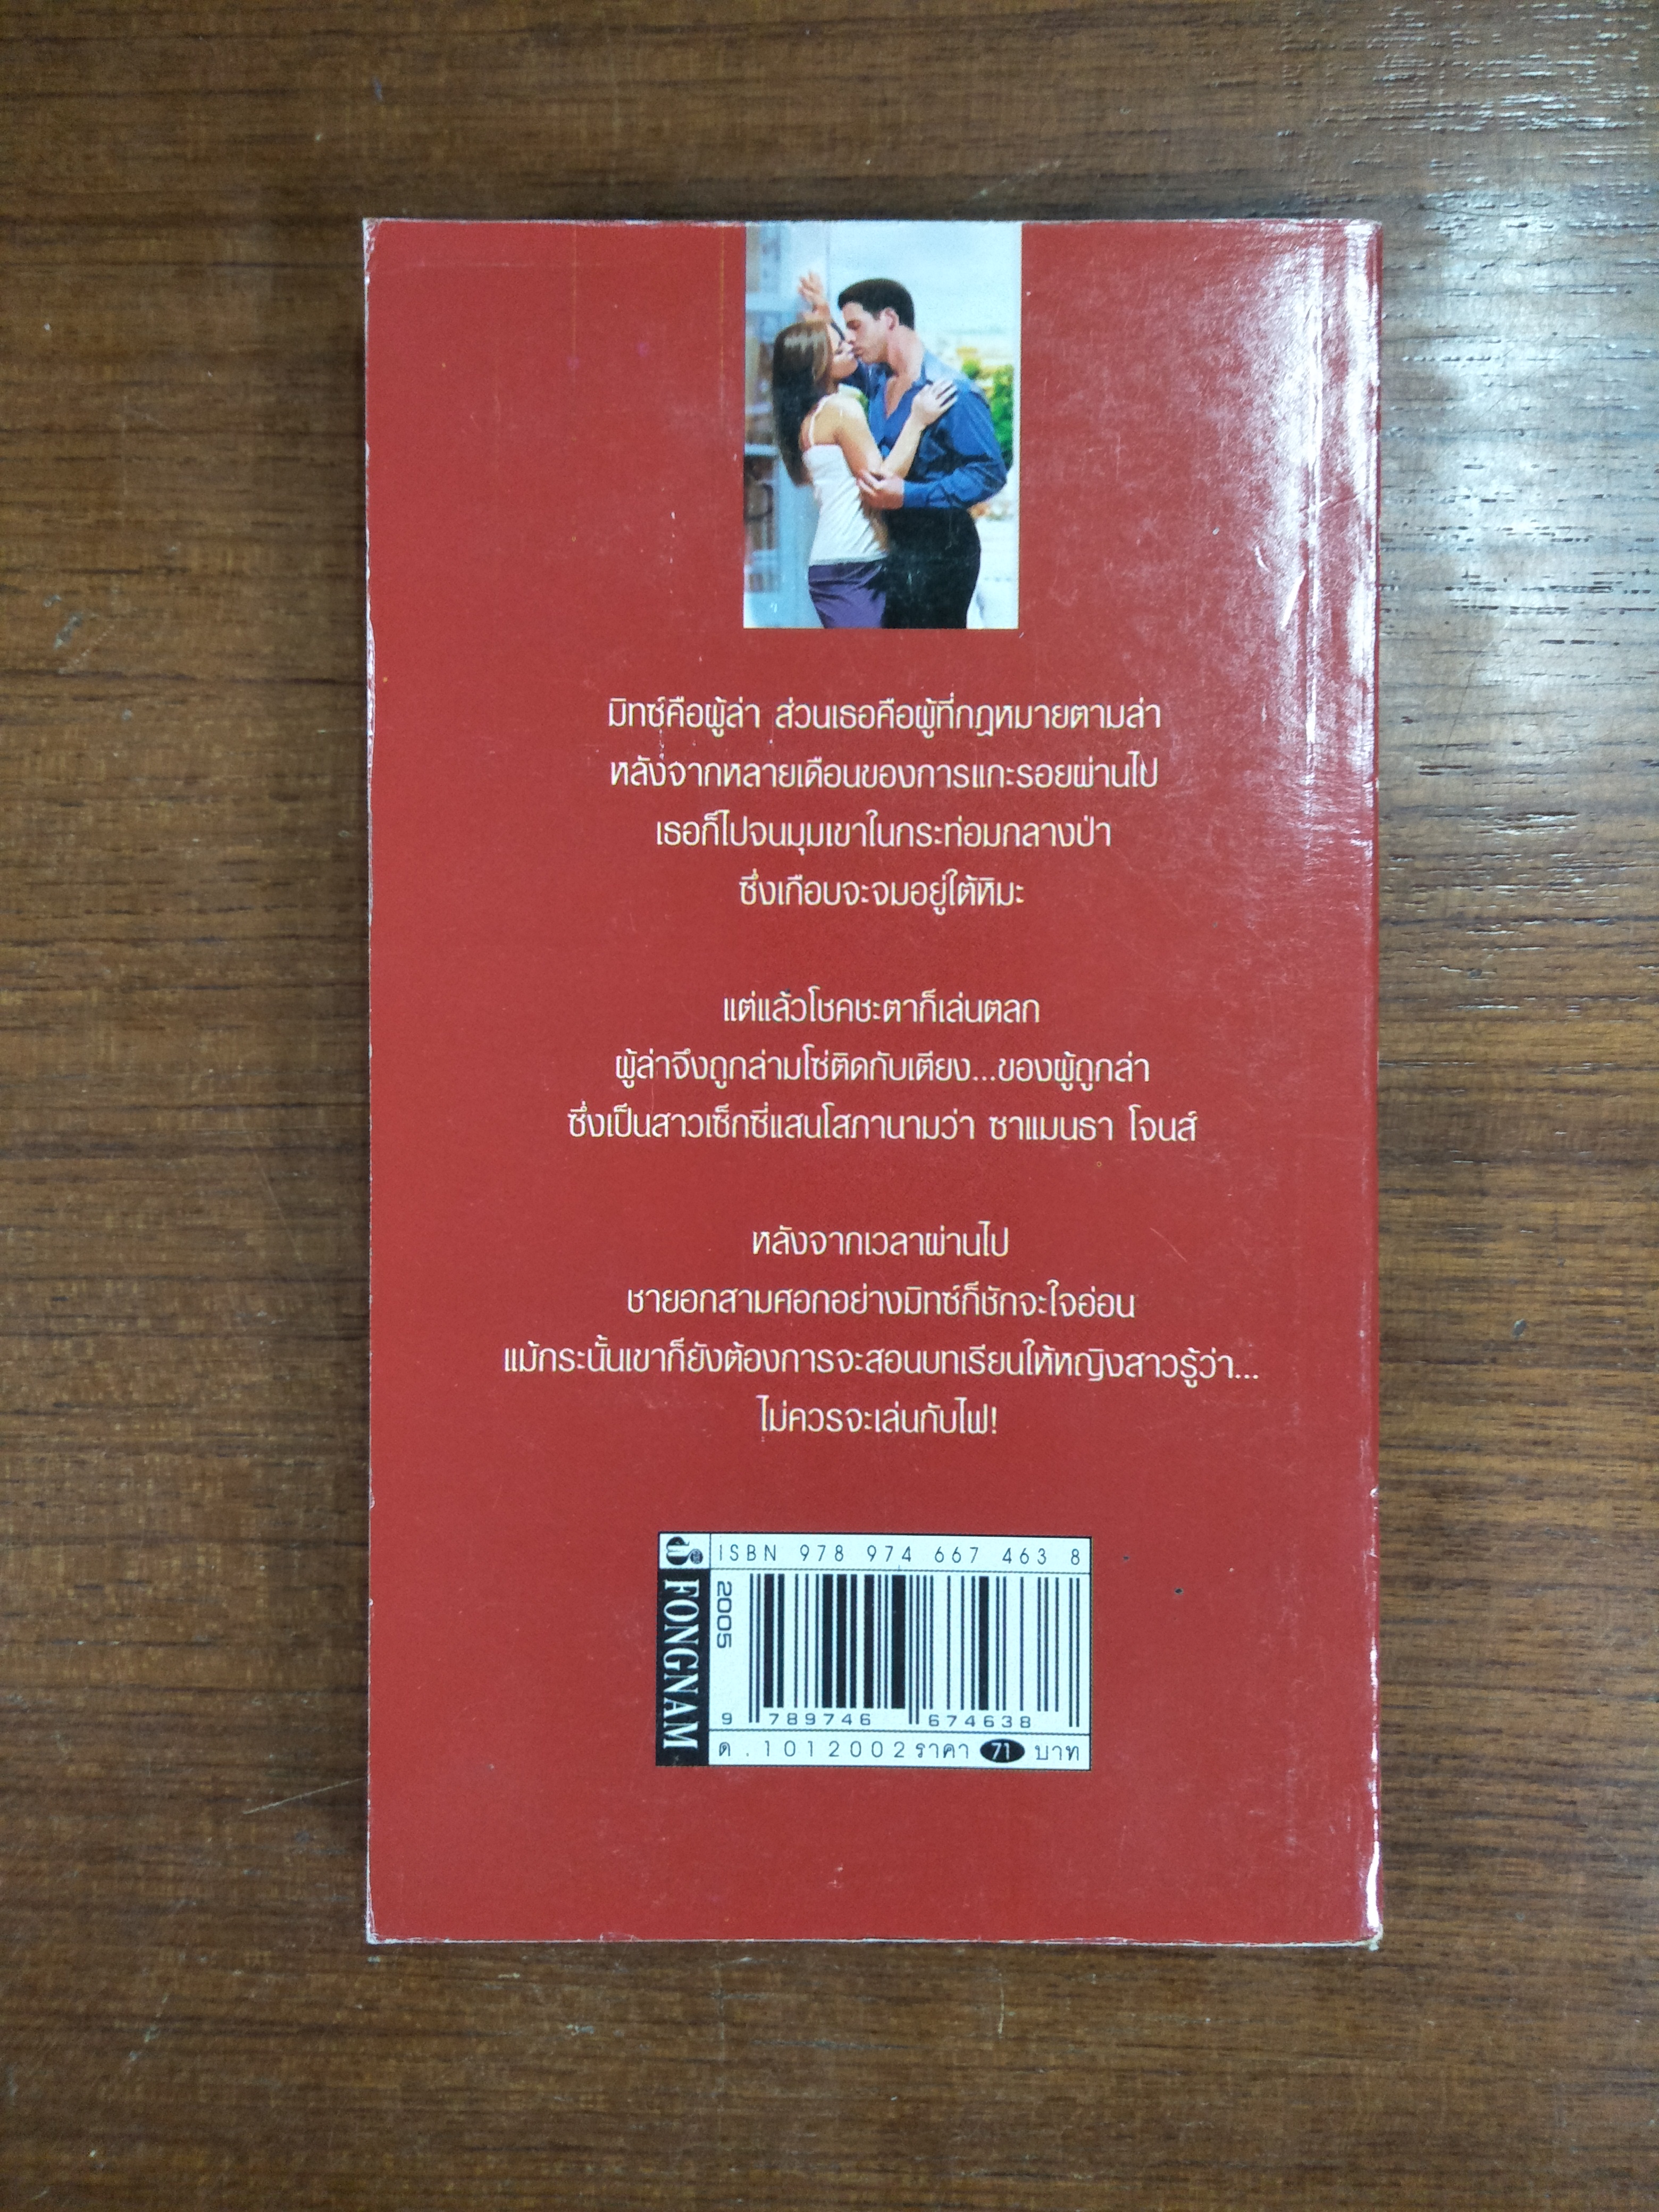 มิทซ์คือผู้ล่า ส่วนเธอคือผู้ที่กฎหมายตามล่า
หลังจากหลายเดือนของการแกะรอยผ่านไป
เธอก็ไปจนมุมเขาในกระท่อมกลางป่า
ซึ่งเกือบจะจมอยู่ใต้หิมะ
แต่แล้วโชคชะตาก็เล่นตลก
ผู้ล่าจึงถูกล่ามโซ่ติดกับเตียง...ของผู้ถูกล่า
ซึ่งเป็นสาวเซ็กซี่แสนโสภานามว่า ซาแมนธา โจนส์
หลังจากเวลาผ่านไป
ชายอกสามศอกอย่างมิทซ์ก็ชักจะใจอ่อน
แม้กระนั้นเขาก็ยังต้องการจะสอนบทเรียนให้หญิงสาวรู้ว่า...
ไม่ควรจะเล่นกับไฟ!
ISBN 978 974 667 463 8
2005
FONGNAM
9 789746 674638
ด.1012002 ราคา 71 บาท